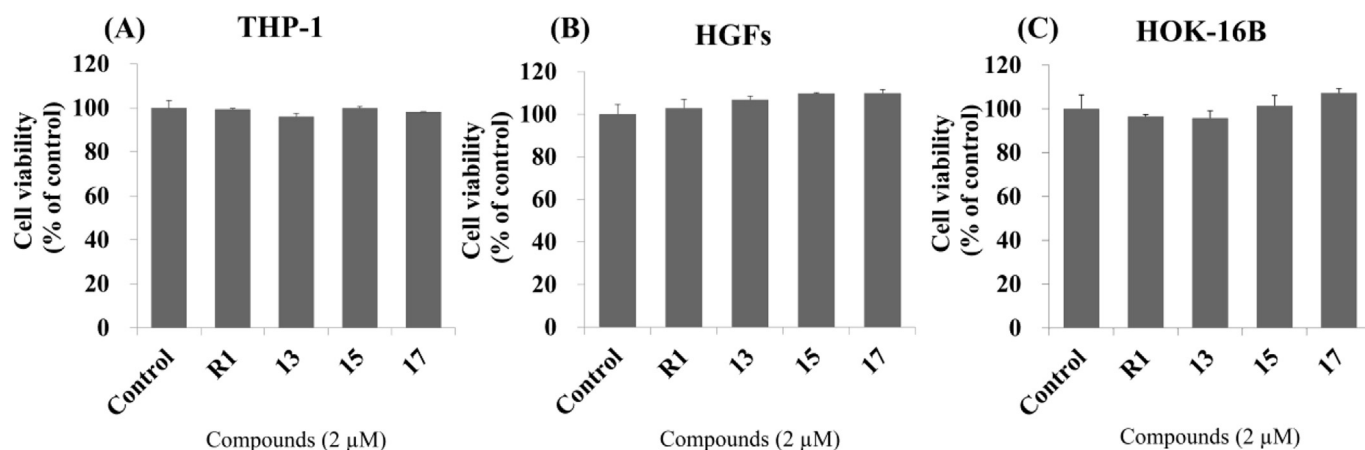 (A) THP-1
Cell viability
(% of control)
120
100
80
60
40
20
0
Control
R1
13
15
17
Compounds (2 µM)
(B) HGFs
Cell viability
(% of control)
120
100
80
60
40
20
0
Control
R1
13
15
17
Compounds (2 µM)
(C) HOK-16B
Cell viability
(% of control)
120
100
80
60
40
20
0
Control
R1
13
15
17
Compounds (2 µM)